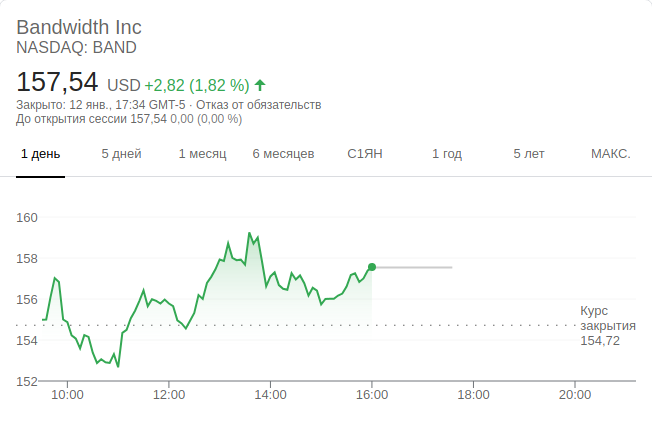 Bandwidth Inc
NASDAQ: BAND
157,54 USD +2,82 (1,82 %)
Закрыто: 12 янв., 17:34 GMT-5 · Отказ от обязательств
До открытия сессии 157,54 0,00 (0,00 %)
1 день 5 дней 1 месяц 6 месяцев С1ЯН 1 год 5 лет МАКС.
160
158
156
Курс
закрытия
154,72
154
152
10:00 12:00 14:00 16:00 18:00 20:00